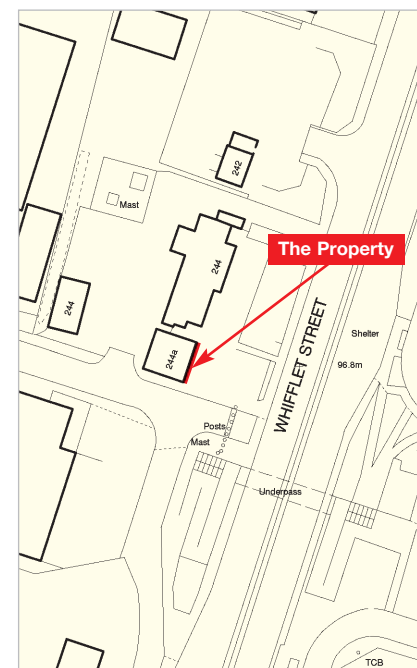 242
Mast
The Property
244
244
244a
WHIFFLET STREET
Shelter
96.8m
Posts
Mast
Underpass
TCB